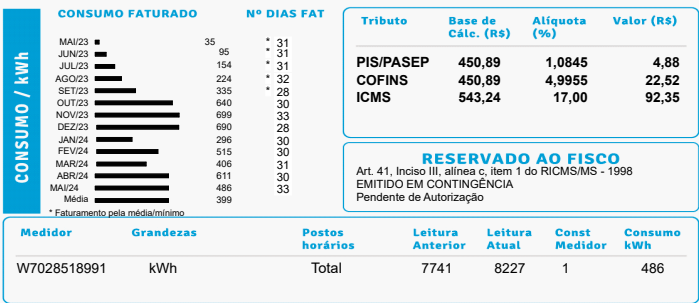 CONSUMO / kWh
CONSUMO FATURADO Nº DIAS FAT
MAI/23 35 * 31
JUN/23 95 * 31
JUL/23 154 * 31
AGO/23 224 * 32
SET/23 335 * 28
OUT/23 640 30
NOV/23 699 33
DEZ/23 690 28
JAN/24 296 30
FEV/24 515 30
MAR/24 406 31
ABR/24 611 30
MAI/24 486 33
Média 399
* Faturamento pela média/mínimo
Tributo Base de Cálc. (R$) Alíquota (%) Valor (R$)
PIS/PASEP 450,89 1,0845 4,88
COFINS 450,89 4,9955 22,52
ICMS 543,24 17,00 92,35
RESERVADO AO FISCO
Art. 41, Inciso III, alínea c, item 1 do RICMS/MS - 1998
EMITIDO EM CONTINGÊNCIA
Pendente de Autorização
Medidor Grandezas Postos horários Leitura Anterior Leitura Atual Const Medidor Consumo kWh
W7028518991 kWh Total 7741 8227 1 486